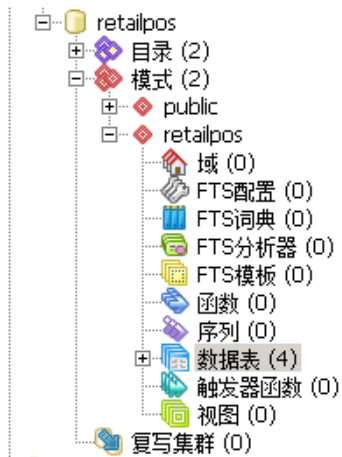 retailpos
目录 (2)
模式 (2)
public
retailpos
域 (0)
FTS配置 (0)
FTS词典 (0)
FTS分析器 (0)
FTS模板 (0)
函数 (0)
序列 (0)
数据表 (4)
触发器函数 (0)
视图 (0)
复写集群 (0)